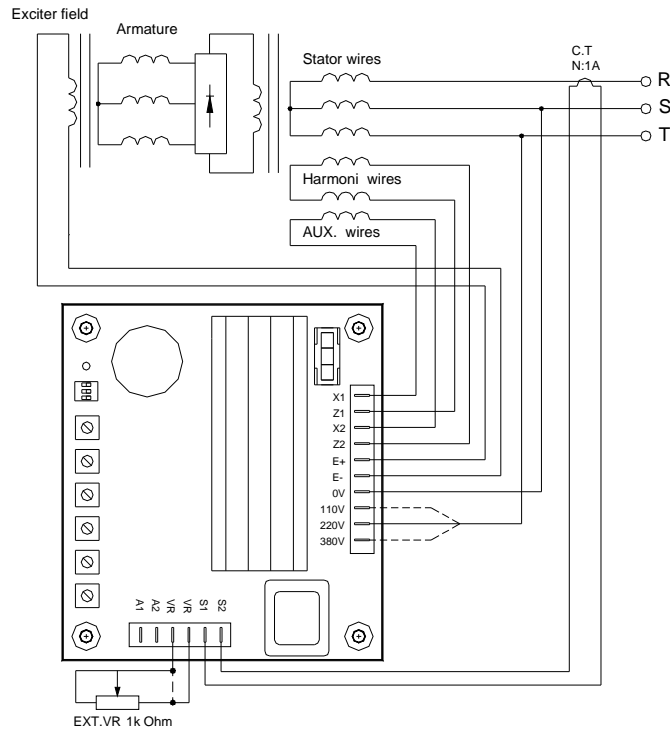 Exciter field
Armature
Stator wires
C.T
N:1A
R
S
T
Harmoni wires
AUX. wires
X1
Z1
X2
Z2
E+
E-
0V
110V
220V
380V
A1
A2
VR
VR
S1
S2
EXT.VR 1k Ohm